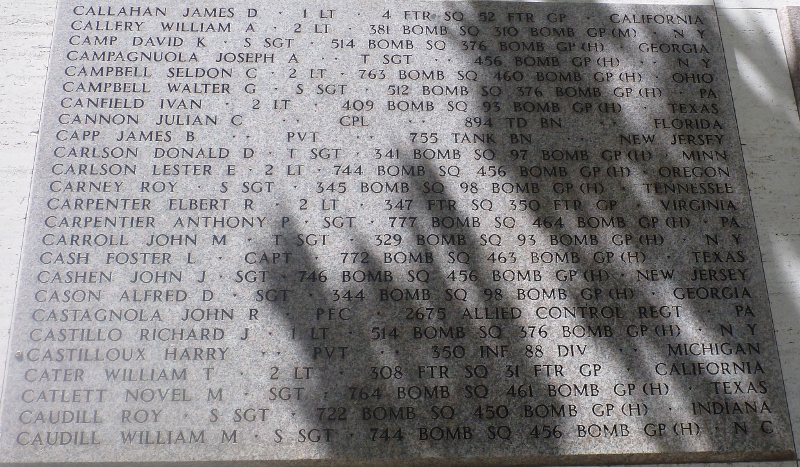 CALLAHAN JAMES D · 1 LT · 4 FTR SQ 52 FTR GP · CALIFORNIA
CALLERY WILLIAM A · 2 LT · 381 BOMB SQ 310 BOMB GP (M) · N Y
CAMP DAVID K · S SGT · 514 BOMB SQ 376 BOMB GP (H) · GEORGIA
CAMPAGNUOLA JOSEPH A · T SGT · 456 BOMB GP (H) · N Y
CAMPBELL SELDON C · 2 LT · 763 BOMB SQ 460 BOMB GP (H) · OHIO
CAMPBELL WALTER G · S SGT · 512 BOMB SQ 376 BOMB GP (H) · PA
CANFIELD IVAN · 2 LT · 409 BOMB SQ 93 BOMB GP (H) · TEXAS
CANNON JULIAN C · CPL · 894 TD BN · FLORIDA
CAPP JAMES B · PVT · 755 TANK BN · NEW JERSEY
CARLSON DONALD D · T SGT · 341 BOMB SQ 97 BOMB GP (H) · MINN
CARLSON LESTER E · 2 LT · 744 BOMB SQ 456 BOMB GP (H) · OREGON
CARNEY ROY · S SGT · 345 BOMB SQ 98 BOMB GP (H) · TENNESSEE
CARPENTER ELBERT R · 2 LT · 347 FTR SQ 350 FTR GP · VIRGINIA
CARPENTIER ANTHONY P · SGT · 777 BOMB SQ 464 BOMB GP (H) · PA
CARROLL JOHN M · T SGT · 329 BOMB SQ 93 BOMB GP (H) · N Y
CASH FOSTER L · CAPT · 772 BOMB SQ 463 BOMB GP (H) · TEXAS
CASHEN JOHN J · SGT · 746 BOMB SQ 456 BOMB GP (H) · NEW JERSEY
CASON ALFRED D · SGT · 344 BOMB SQ 98 BOMB GP (H) · GEORGIA
CASTAGNOLA JOHN R · PFC · 2675 ALLIED CONTROL REGT · PA
CASTILLO RICHARD J · 1 LT · 514 BOMB SQ 376 BOMB GP (H) · N Y
CASTILLOUX HARRY · PVT · 350 INF 88 DIV · MICHIGAN
CATER WILLIAM T · 2 LT · 308 FTR SQ 31 FTR GP · CALIFORNIA
CATLETT NOVEL M · SGT · 764 BOMB SQ 461 BOMB GP (H) · TEXAS
CAUDILL ROY · S SGT · 722 BOMB SQ 450 BOMB GP (H) · INDIANA
CAUDILL WILLIAM M · S SGT · 744 BOMB SQ 456 BOMB GP (H) · N C